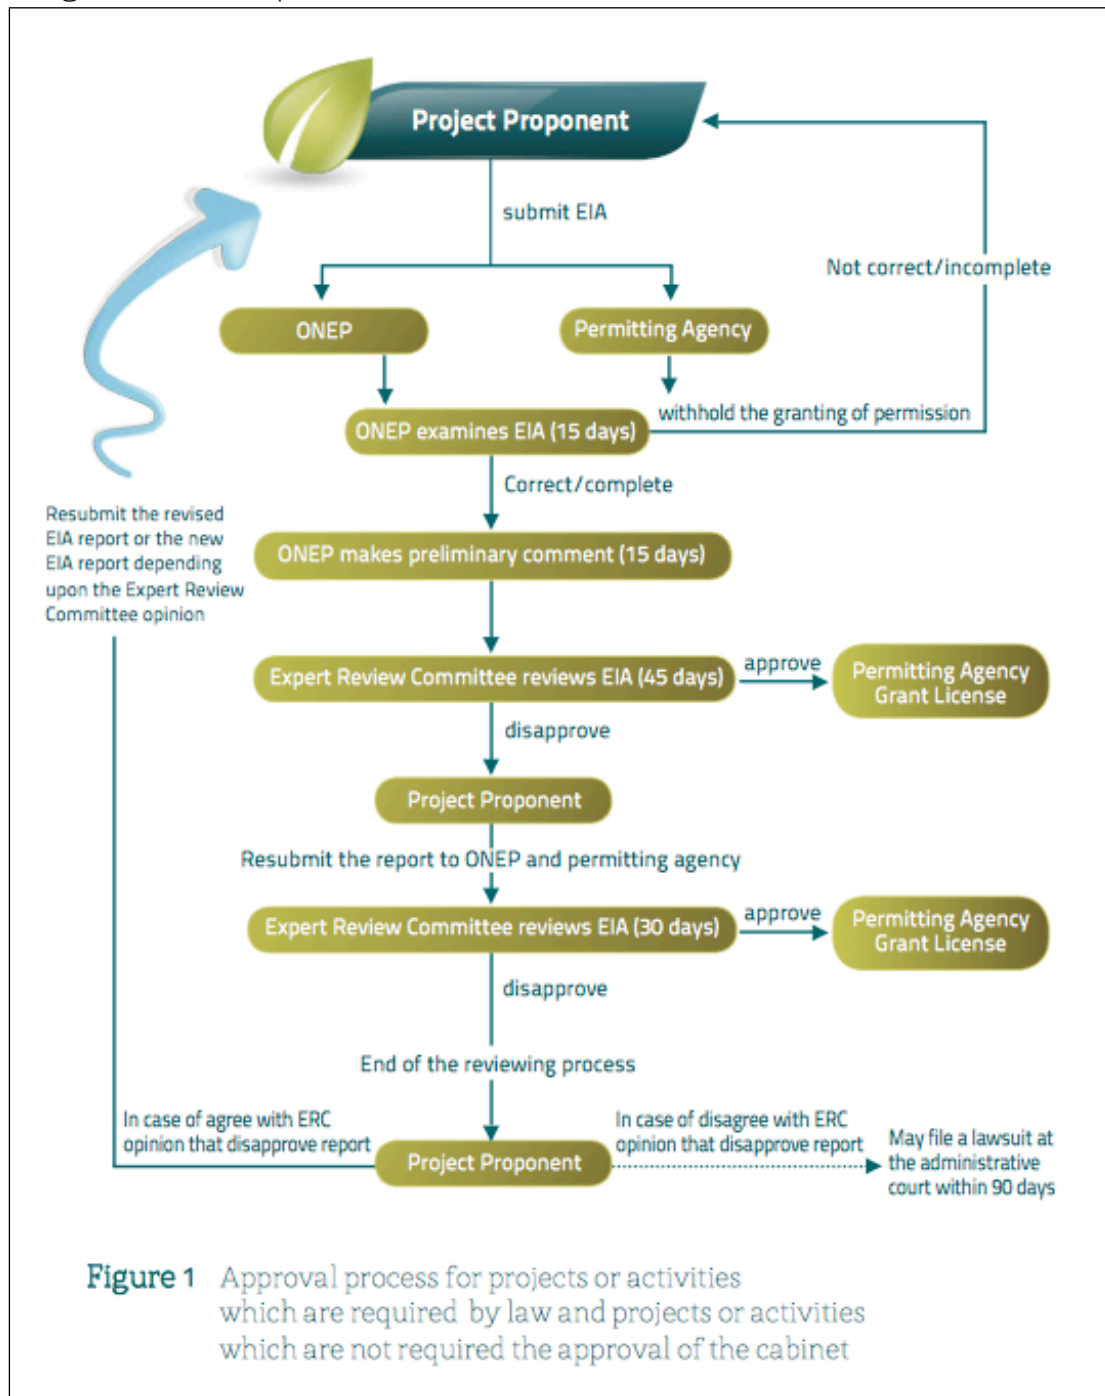 Project Proponent
submit EIA
Not correct/incomplete
ONEP
Permitting Agency
withhold the granting of permission
ONEP examines EIA (15 days)
Correct/complete
Resubmit the revised
EIA report or the new
EIA report depending
upon the Expert Review
Committee opinion
ONEP makes preliminary comment (15 days)
Expert Review Committee reviews EIA (45 days)
approve
Permitting Agency
Grant License
disapprove
Project Proponent
Resubmit the report to ONEP and permitting agency
Expert Review Committee reviews EIA (30 days)
approve
Permitting Agency
Grant License
disapprove
End of the reviewing process
In case of agree with ERC
opinion that disapprove report
Project Proponent
In case of disagree with ERC
opinion that disapprove report
May file a lawsuit at
the administrative
court within 90 days
Figure 1 Approval process for projects or activities
which are required by law and projects or activities
which are not required the approval of the cabinet